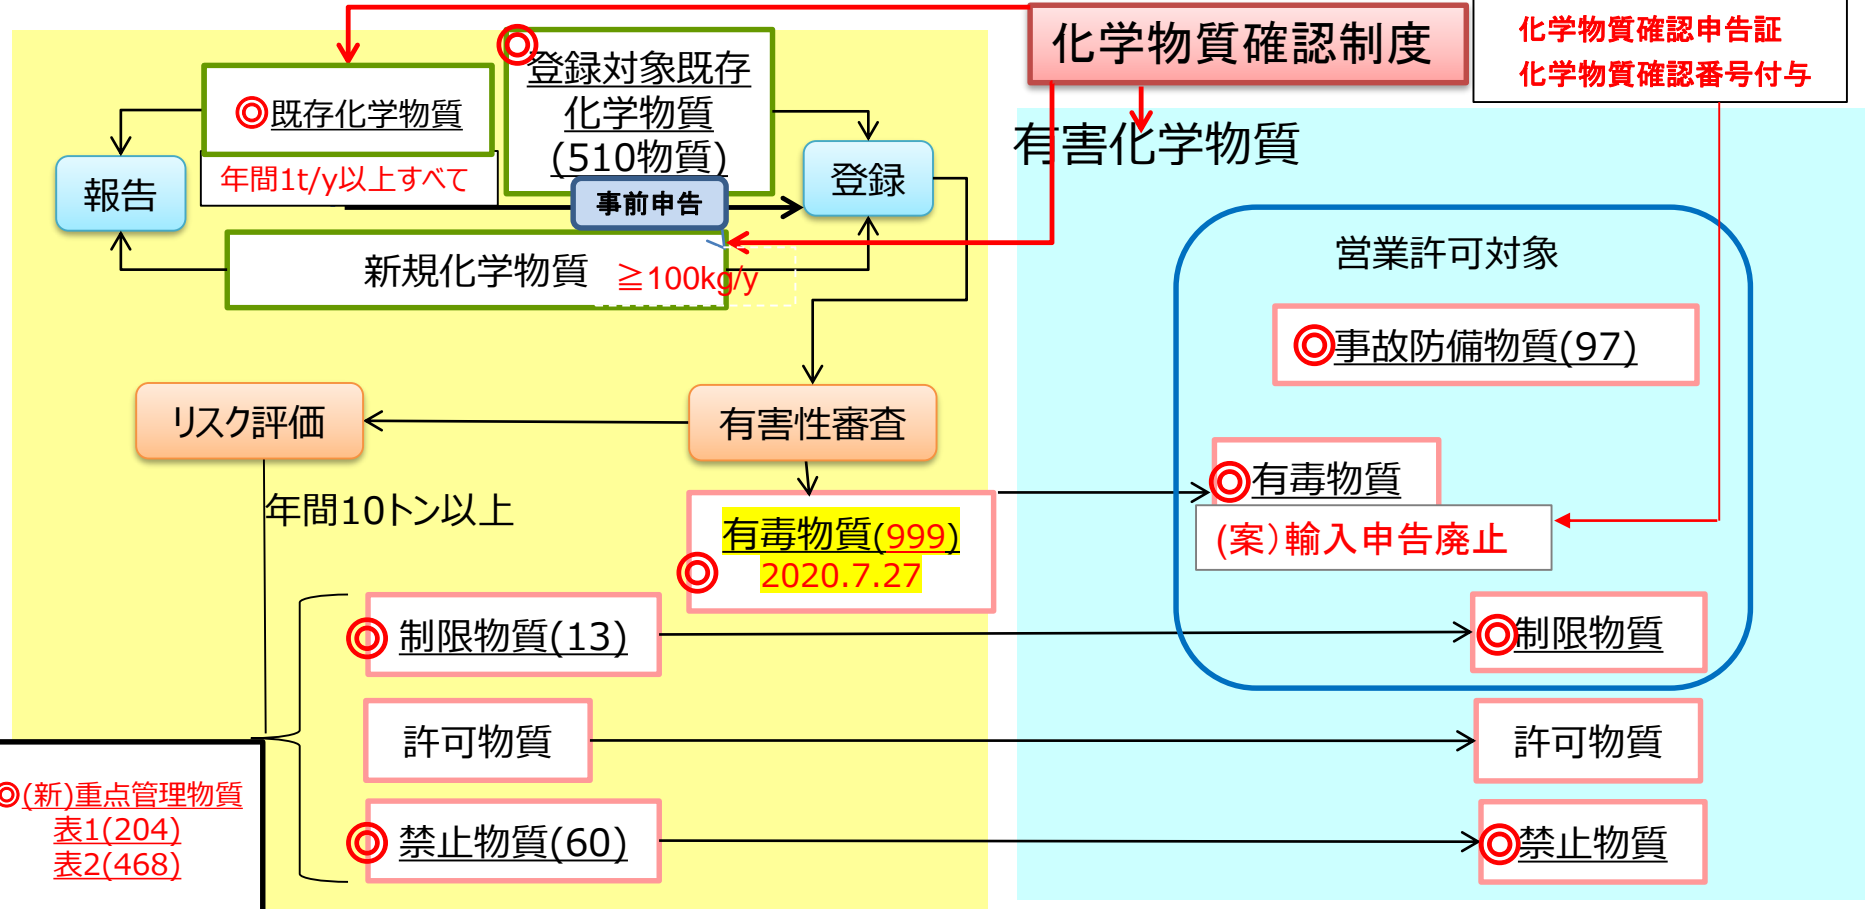 化学物質確認制度
化学物質確認申告証
化学物質確認番号付与
◎既存化学物質
年間1t/y以上すべて
◎登録対象既存
化学物質
(510物質)
報告
登録
事前申告
新規化学物質
≧100kg/y
有害化学物質
営業許可対象
◎事故防備物質(97)
リスク評価
有害性審査
年間10トン以上
◎有毒物質(999)
2020.7.27
◎有毒物質
(案)輸入申告廃止
◎制限物質(13)
◎制限物質
許可物質
許可物質
◎禁止物質(60)
◎禁止物質
◎(新)重点管理物質
表1(204)
表2(468)